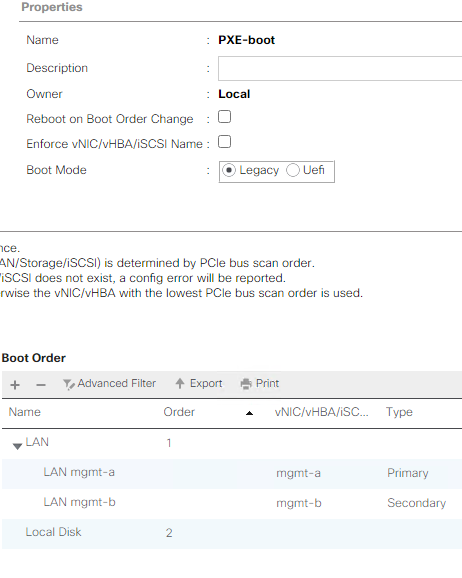 Properties
Name : PXE-boot
Description :
Owner : Local
Reboot on Boot Order Change :
Enforce vNIC/vHBA/iSCSI Name :
Boot Mode : Legacy Uefi
nce.
AN/Storage/iSCSI) is determined by PCIe bus scan order.
/iSCSI does not exist, a config error will be reported.
rwise the vNIC/vHBA with the lowest PCIe bus scan order is used.
Boot Order
+ − Advanced Filter Export Print
Name Order vNIC/vHBA/iSC... Type
LAN 1
LAN mgmt-a mgmt-a Primary
LAN mgmt-b mgmt-b Secondary
Local Disk 2